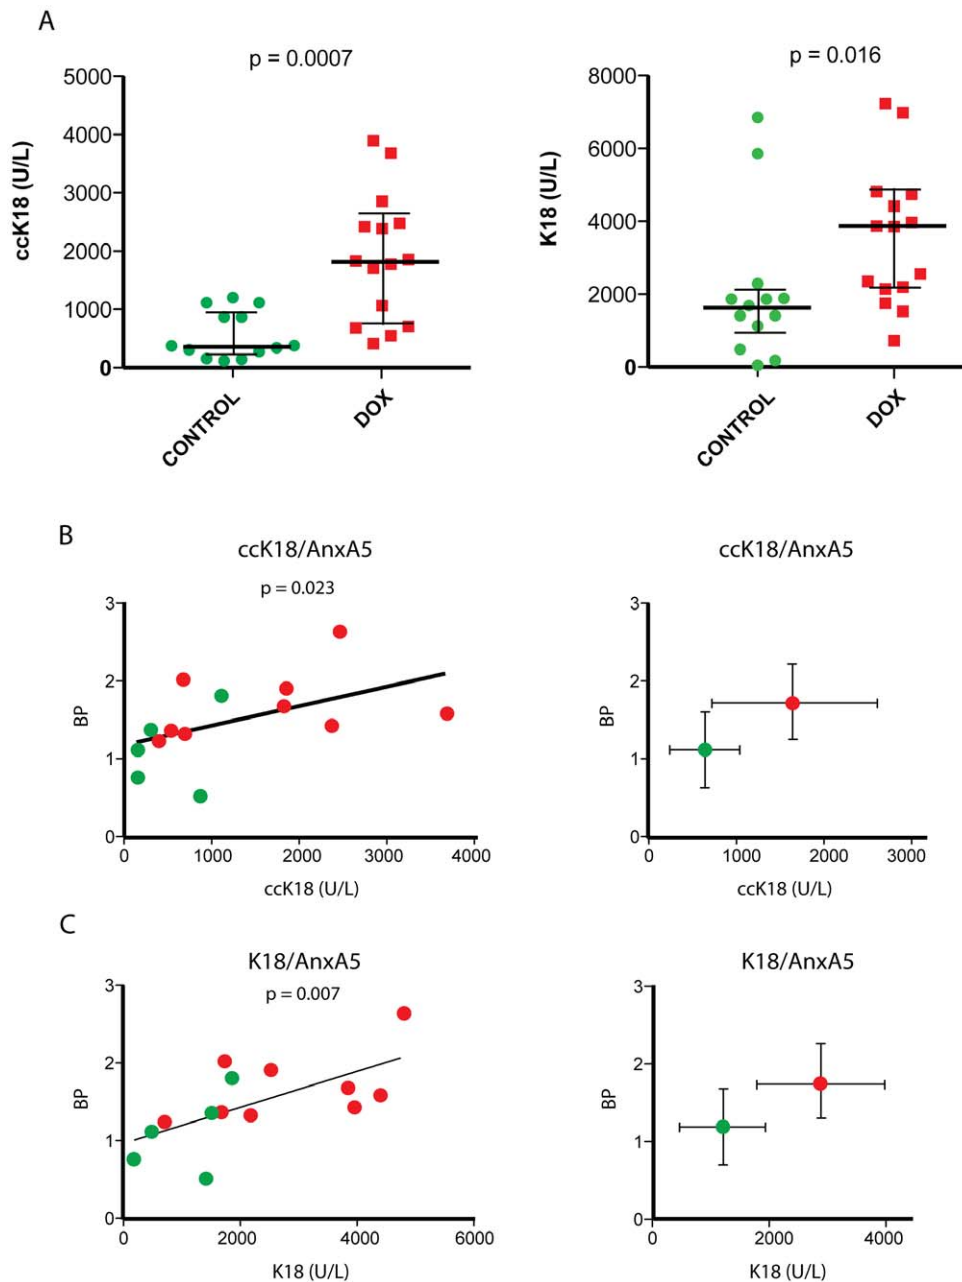 A
p = 0.0007
ccK18 (U/L)
5000
4000
3000
2000
1000
0
CONTROL
DOX
p = 0.016
K18 (U/L)
8000
6000
4000
2000
0
CONTROL
DOX
B
ccK18/AnxA5
p = 0.023
BP
3
2
1
0
0 1000 2000 3000 4000
ccK18 (U/L)
ccK18/AnxA5
BP
3
2
1
0
0 1000 2000 3000
ccK18 (U/L)
C
K18/AnxA5
p = 0.007
BP
3
2
1
0
0 2000 4000 6000
K18 (U/L)
K18/AnxA5
BP
3
2
1
0
0 2000 4000
K18 (U/L)